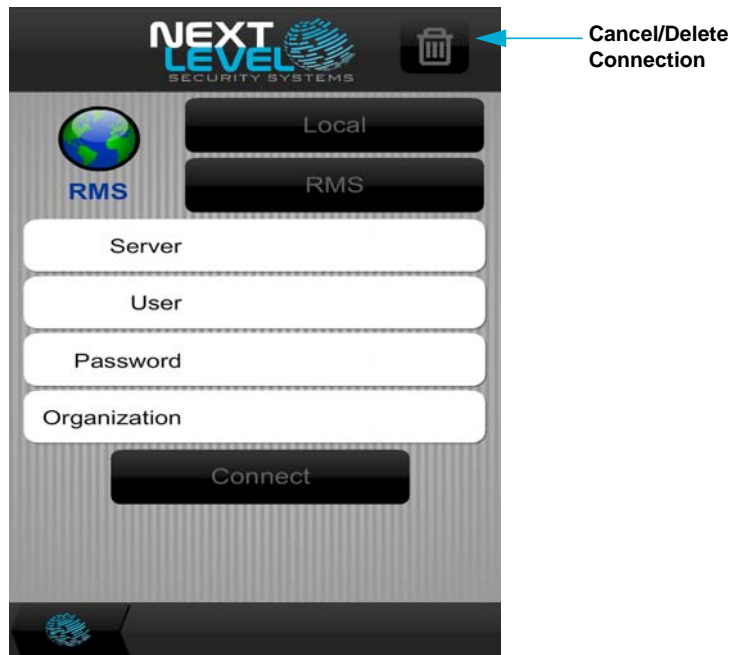 NEXT
LEVEL
SECURITY SYSTEMS
Cancel/Delete
Connection
Local
RMS
RMS
Server
User
Password
Organization
Connect